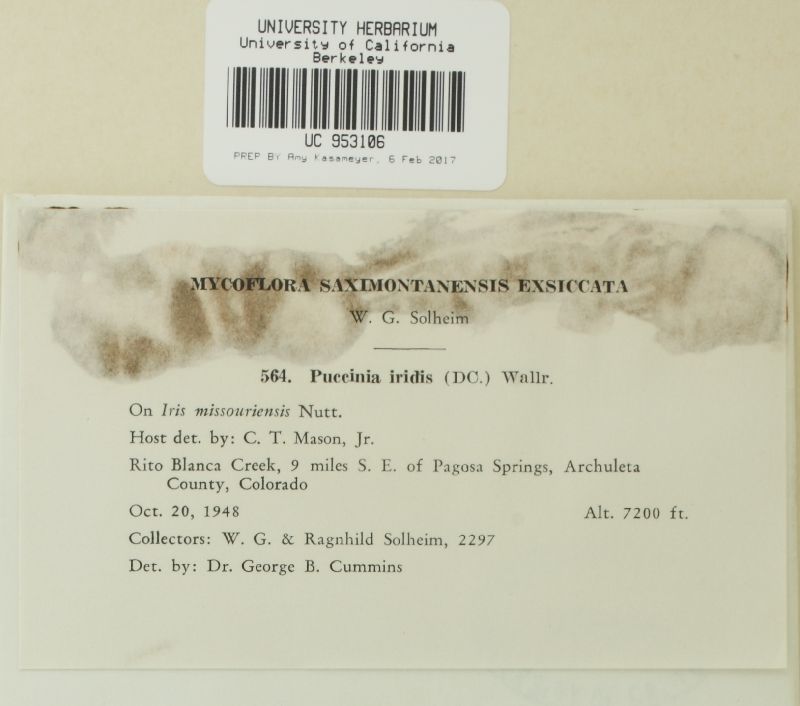 UNIVERSITY HERBARIUM
University of California
Berkeley
UC 953106
PREP BY Amy Kasameyer, 6 Feb 2017
MYCOFLORA SAXIMONTANENSIS EXSICCATA
W. G. Solheim
564. Puccinia iridis (DC.) Wallr.
On Iris missouriensis Nutt.
Host det. by: C. T. Mason, Jr.
Rito Blanca Creek, 9 miles S. E. of Pagosa Springs, Archuleta
County, Colorado
Oct. 20, 1948 Alt. 7200 ft.
Collectors: W. G. & Ragnhild Solheim, 2297
Det. by: Dr. George B. Cummins